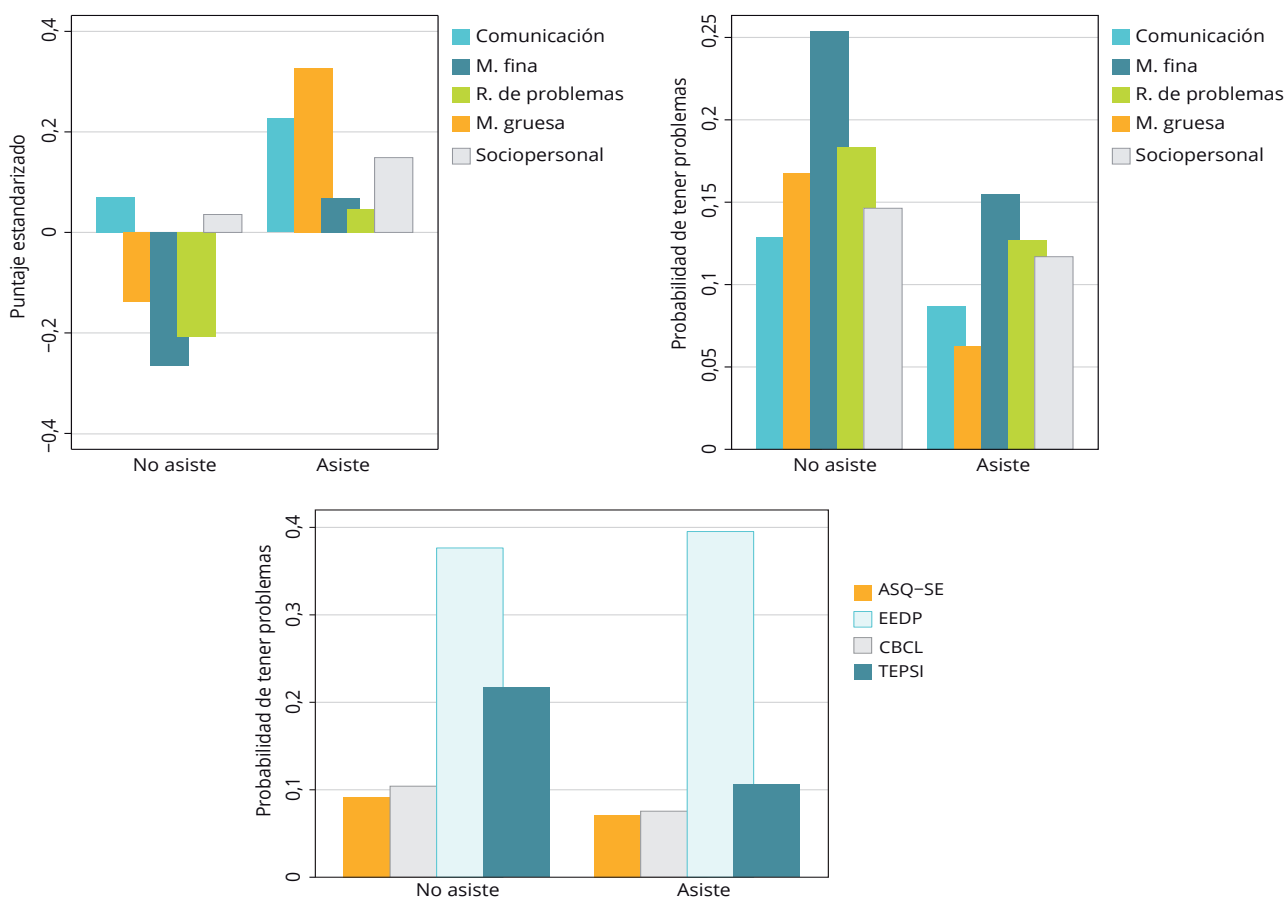 Puntaje estandarizado
0,4
0,2
0
−0,2
−0,4
No asiste
Asiste
Comunicación
M. fina
R. de problemas
M. gruesa
Sociopersonal
Probabilidad de tener problemas
0,25
0,2
0,15
0,1
0,05
0
No asiste
Asiste
Comunicación
M. fina
R. de problemas
M. gruesa
Sociopersonal
Probabilidad de tener problemas
0,4
0,3
0,2
0,1
0
No asiste
Asiste
ASQ−SE
EEDP
CBCL
TEPSI